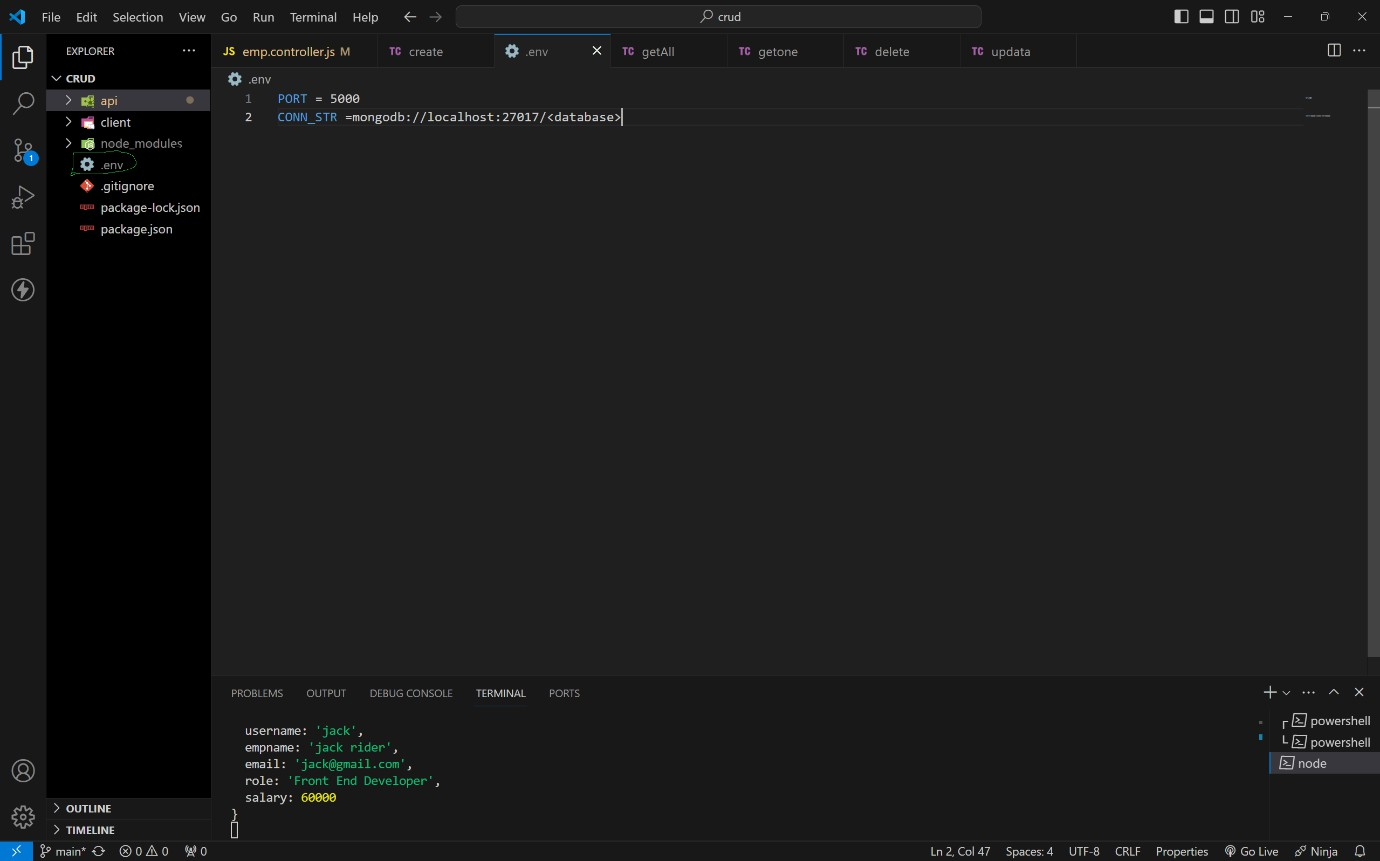 File Edit Selection View Go Run Terminal Help crud
EXPLORER
CRUD
api
client
node_modules
.env
.gitignore
package-lock.json
package.json
OUTLINE
TIMELINE
JS emp.controller.js M TC create .env TC getAll TC getone TC delete TC updata
.env
1 PORT = 5000
2 CONN_STR =mongodb://localhost:27017/<database>
PROBLEMS OUTPUT DEBUG CONSOLE TERMINAL PORTS
username: 'jack',
empname: 'jack rider',
email: 'jack@gmail.com',
role: 'Front End Developer',
salary: 60000
}
powershell
powershell
node
1
main* 0 0 0 Ln 2, Col 47 Spaces: 4 UTF-8 CRLF Properties Go Live Ninja